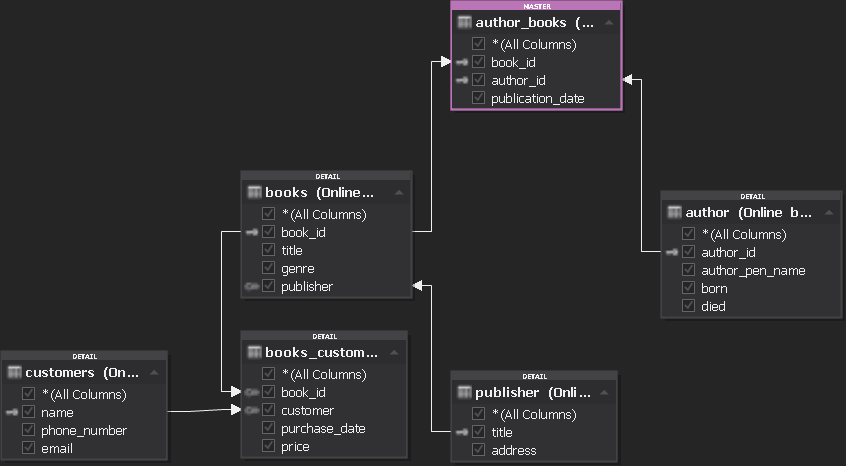 MASTER
author_books (...
*(All Columns)
book_id
author_id
publication_date
DETAIL
books (Online...
*(All Columns)
book_id
title
genre
publisher
DETAIL
author (Online b...
*(All Columns)
author_id
author_pen_name
born
died
DETAIL
books_custom...
*(All Columns)
book_id
customer
purchase_date
price
DETAIL
customers (On...
*(All Columns)
name
phone_number
email
DETAIL
publisher (Onli...
*(All Columns)
title
address